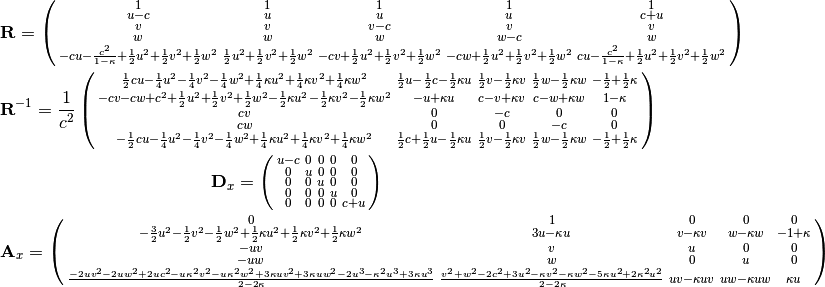 R = ( 1 1 1 1 1
u−c u u u c+u
v v v−c v v
w w w w−c w
−cu−c²/(1−κ)+½u²+½v²+½w² ½u²+½v²+½w² −cv+½u²+½v²+½w² −cw+½u²+½v²+½w² cu−c²/(1−κ)+½u²+½v²+½w² )
R⁻¹ = 1/c² ( ½cu−¼u²−¼v²−¼w²+¼κu²+¼κv²+¼κw² ½u−½c−½κu ½v−½κv ½w−½κw −½+½κ
−cv−cw+c²+½u²+½v²+½w²−½κu²−½κv²−½κw² −u+κu c−v+κv c−w+κw 1−κ
cv 0 −c 0 0
cw 0 0 −c 0
−½cu−¼u²−¼v²−¼w²+¼κu²+¼κv²+¼κw² ½c+½u−½κu ½v−½κv ½w−½κw −½+½κ )
Dₓ = ( u−c 0 0 0 0
0 u 0 0 0
0 0 u 0 0
0 0 0 u 0
0 0 0 0 c+u )
Aₓ = ( 0 1 0 0 0
−3/2u²−½v²−½w²+½κu²+½κv²+½κw² 3u−κu v−κv w−κw −1+κ
−uv v u 0 0
−uw w 0 u 0
(−2uv²−2uw²+2uc²−uκ²v²−uκ²w²+3κuv²+3κuw²−2u³−κ²u³+3κu³)/(2−2κ) (v²+w²−2c²+3u²−κv²−κw²−5κu²+2κ²u²)/(2−2κ) uv−κuv uw−κuw κu )